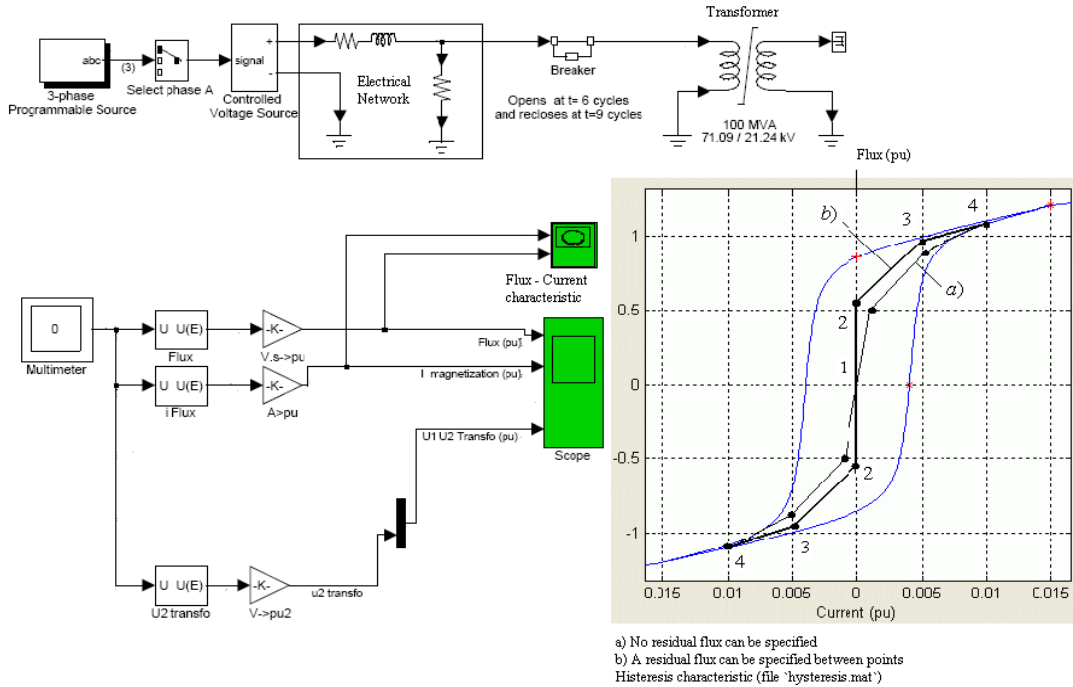 Transformer
abc
(3)
3-phase
Programmable Source
Select phase A
signal
+
-
Controlled
Voltage Source
Electrical
Network
Breaker
Opens at t= 6 cycles
and recloses at t=9 cycles
100 MVA
71.09 / 21.24 kV
Flux (pu)
Flux - Current
characteristic
0
Multimeter
U U(E)
Flux
-K-
V.s->pu
Flux (pu)
U U(E)
i Flux
-K-
A>pu
I magnetization (pu)
U1 U2 Transfo (pu)
Scope
U U(E)
U2 transfo
-K-
V->pu2
u2 transfo
1
0.5
0
-0.5
-1
b)
a)
4
3
2
1
2
3
4
0.015 0.01 0.005 0 0.005 0.01 0.015
Current (pu)
a) No residual flux can be specified
b) A residual flux can be specified between points
Histeresis characteristic (file `hysteresis.mat`)